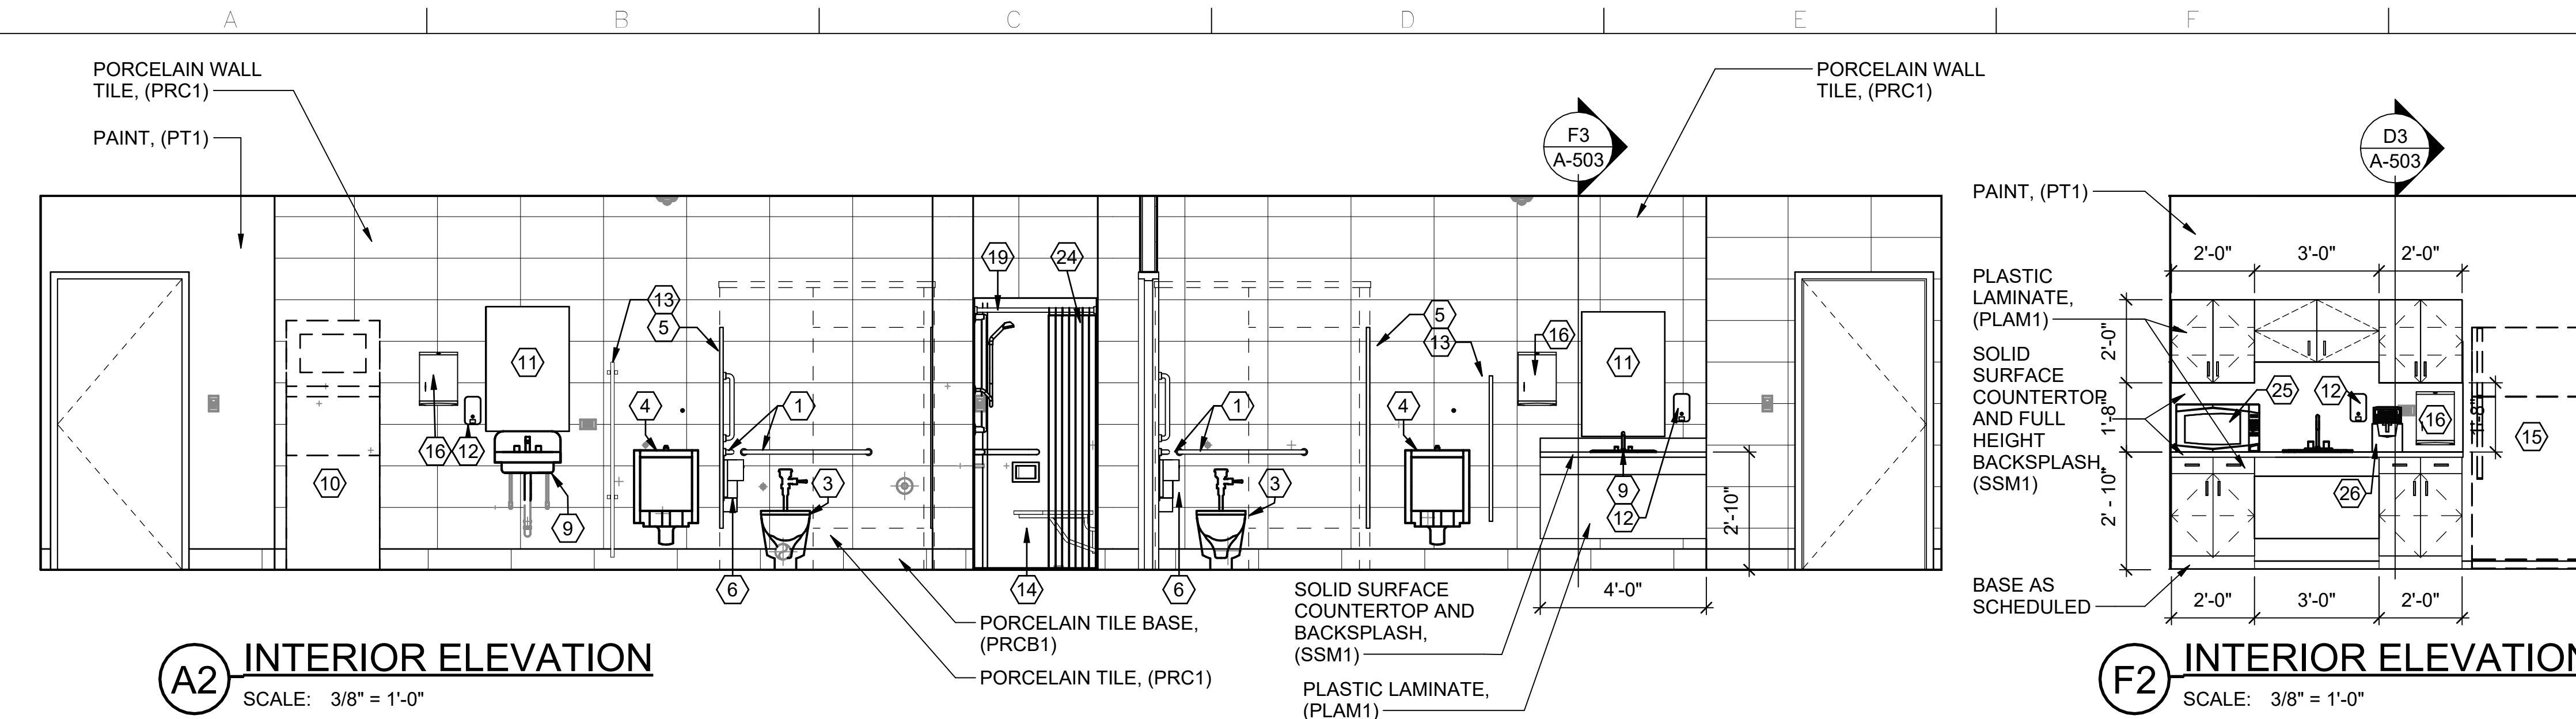 A B C D E F
PORCELAIN WALL
TILE, (PRC1)
PAINT, (PT1)
PORCELAIN WALL
TILE, (PRC1)
F3
A-503
D3
A-503
19
24
13
5
11
16
4
1
16
12
10
9
3
6
14
5
13
16
11
1
4
12
3
9
12
6
2'-10"
4'-0"
PORCELAIN TILE BASE,
(PRCB1)
PORCELAIN TILE, (PRC1)
SOLID SURFACE
COUNTERTOP AND
BACKSPLASH,
(SSM1)
PLASTIC LAMINATE,
(PLAM1)
A2
INTERIOR ELEVATION
SCALE: 3/8" = 1'-0"
PAINT, (PT1)
PLASTIC
LAMINATE,
(PLAM1)
SOLID
SURFACE
COUNTERTOP
AND FULL
HEIGHT
BACKSPLASH,
(SSM1)
BASE AS
SCHEDULED
2'-0" 3'-0" 2'-0"
2'-0"
1'-8"
2' - 10"
25
12
16
1'-8"
15
26
2'-0" 3'-0" 2'-0"
F2
INTERIOR ELEVATION
SCALE: 3/8" = 1'-0"